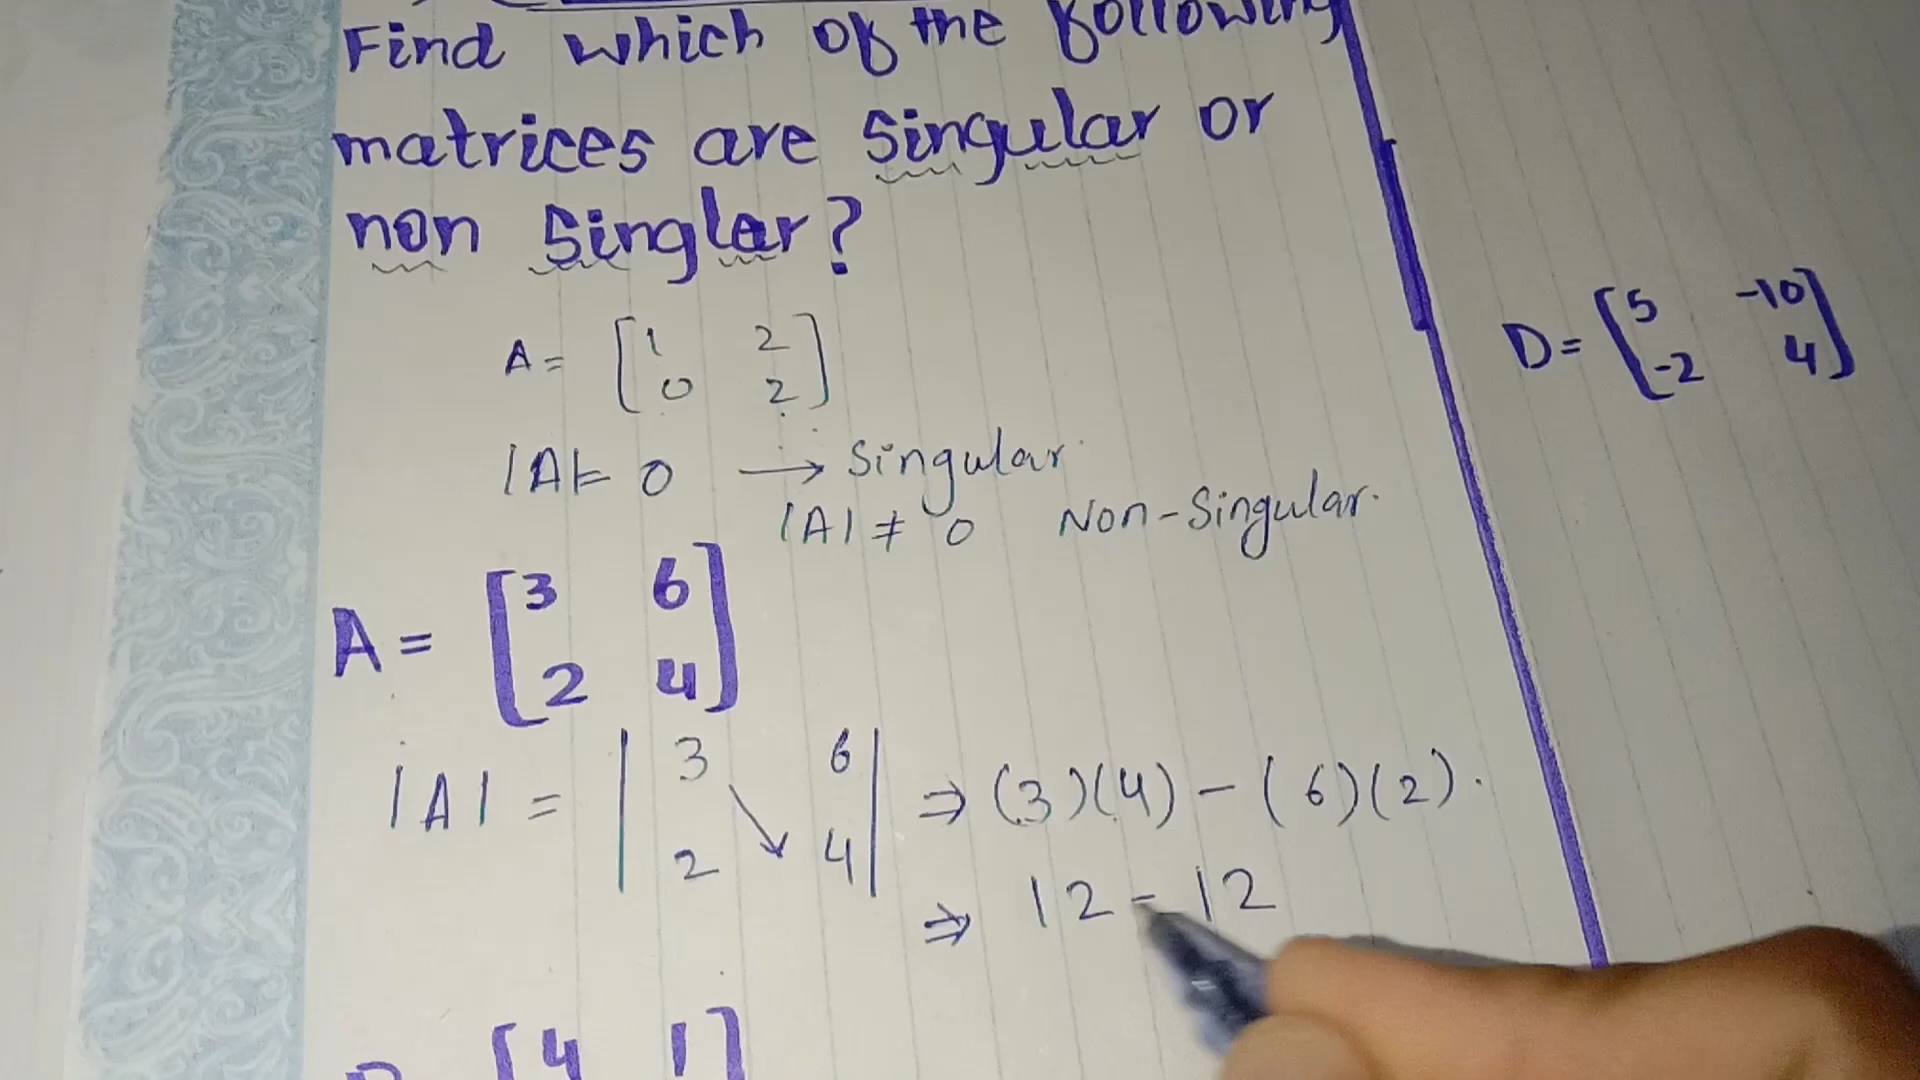 Find which of the following
matrices are Singular or
non Singlar?
A = [ 1 2
0 2 ]
|A|= 0 → Singular
|A| ≠ 0 Non-Singular.
A = [ 3 6
2 4 ]
|A| = | 3 6
2 4 | ⇒ (3)(4) - (6)(2).
⇒ 12 - 12
[ 4 1 ]
D = [ 5 -10
-2 4 ]